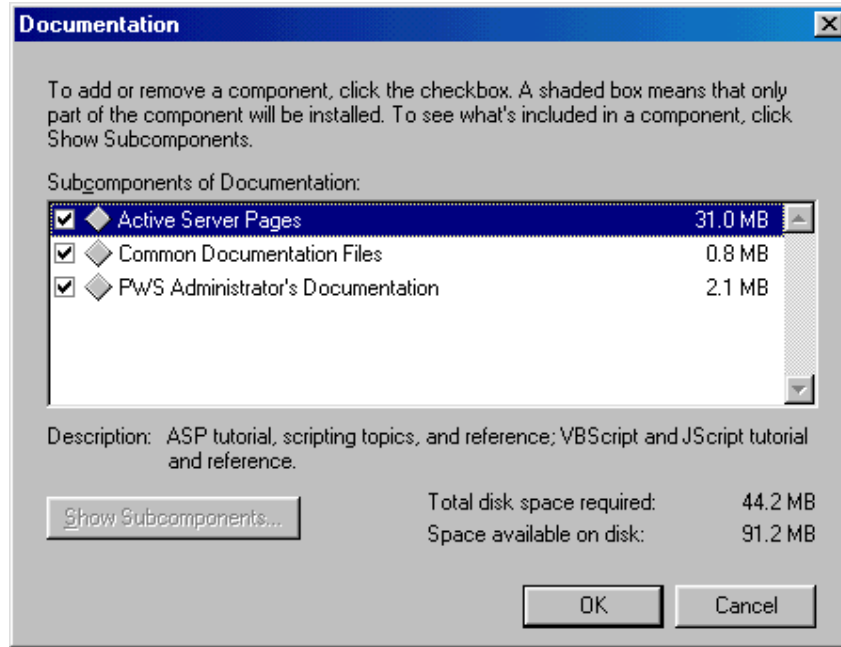 Documentation
To add or remove a component, click the checkbox. A shaded box means that only
part of the component will be installed. To see what's included in a component, click
Show Subcomponents.
Subcomponents of Documentation:
Active Server Pages 31.0 MB
Common Documentation Files 0.8 MB
PWS Administrator's Documentation 2.1 MB
Description: ASP tutorial, scripting topics, and reference; VBScript and JScript tutorial
and reference.
Show Subcomponents...
Total disk space required: 44.2 MB
Space available on disk: 91.2 MB
OK Cancel